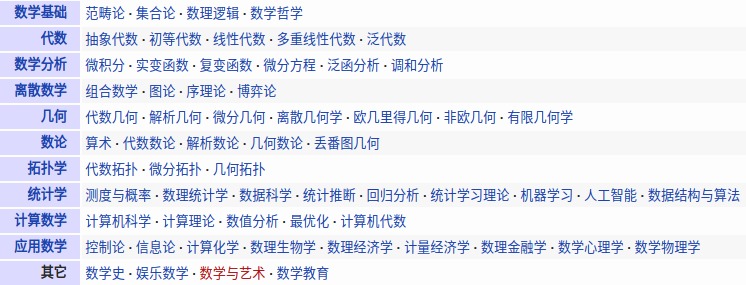 数学基础 范畴论 · 集合论 · 数理逻辑 · 数学哲学
代数 抽象代数 · 初等代数 · 线性代数 · 多重线性代数 · 泛代数
数学分析 微积分 · 实变函数 · 复变函数 · 微分方程 · 泛函分析 · 调和分析
离散数学 组合数学 · 图论 · 序理论 · 博弈论
几何 代数几何 · 解析几何 · 微分几何 · 离散几何学 · 欧几里得几何 · 非欧几何 · 有限几何学
数论 算术 · 代数数论 · 解析数论 · 几何数论 · 丢番图几何
拓扑学 代数拓扑 · 微分拓扑 · 几何拓扑
统计学 测度与概率 · 数理统计学 · 数据科学 · 统计推断 · 回归分析 · 统计学习理论 · 机器学习 · 人工智能 · 数据结构与算法
计算数学 计算机科学 · 计算理论 · 数值分析 · 最优化 · 计算机代数
应用数学 控制论 · 信息论 · 计算化学 · 数理生物学 · 数理经济学 · 计量经济学 · 数理金融学 · 数学心理学 · 数学物理学
其它 数学史 · 娱乐数学 · 数学与艺术 · 数学教育